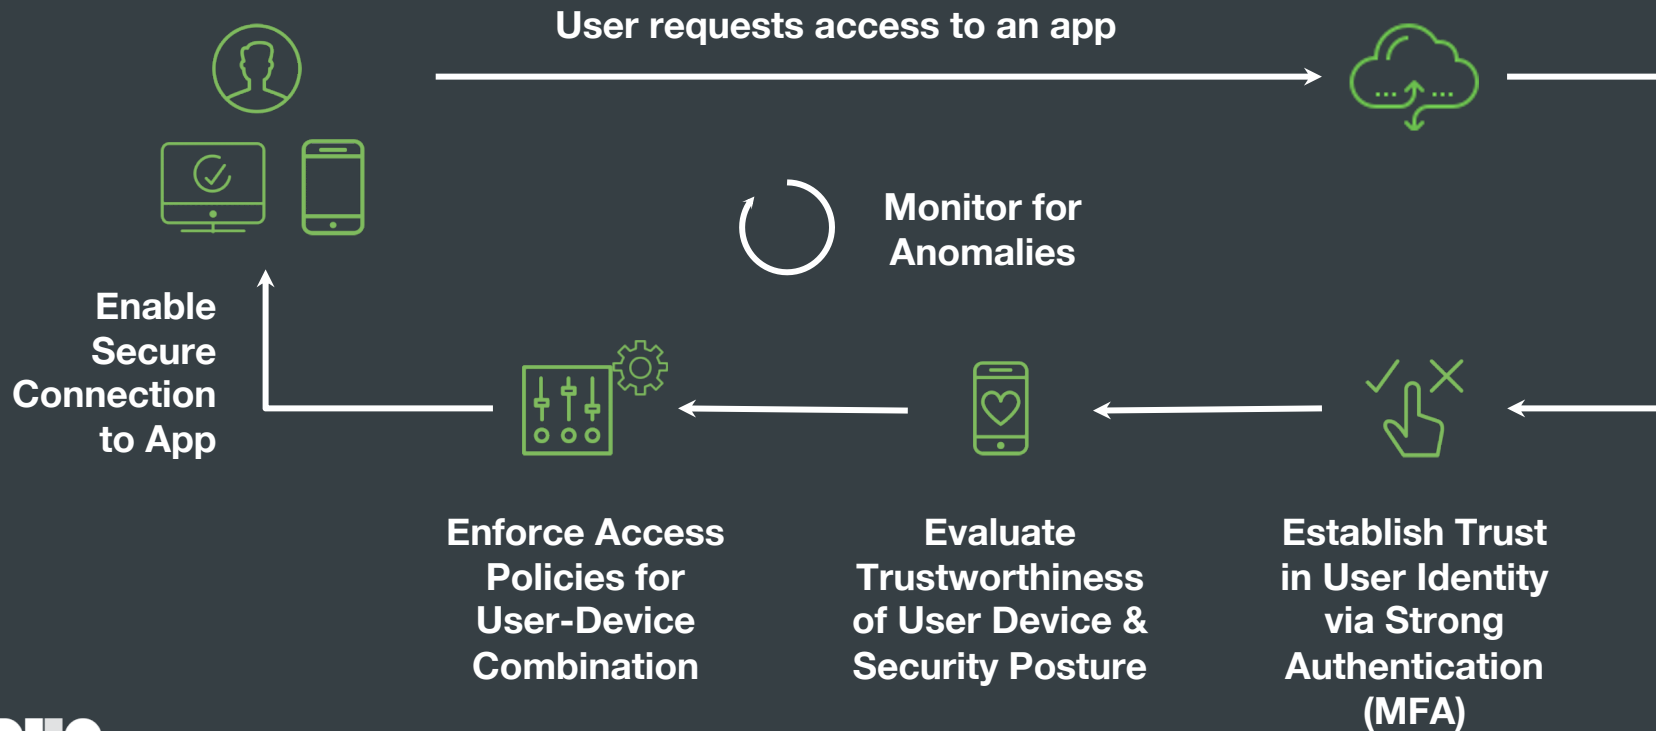 User requests access to an app
Monitor for
Anomalies
Enable
Secure
Connection
to App
Enforce Access
Policies for
User-Device
Combination
Evaluate
Trustworthiness
of User Device &
Security Posture
Establish Trust
in User Identity
via Strong
Authentication
(MFA)